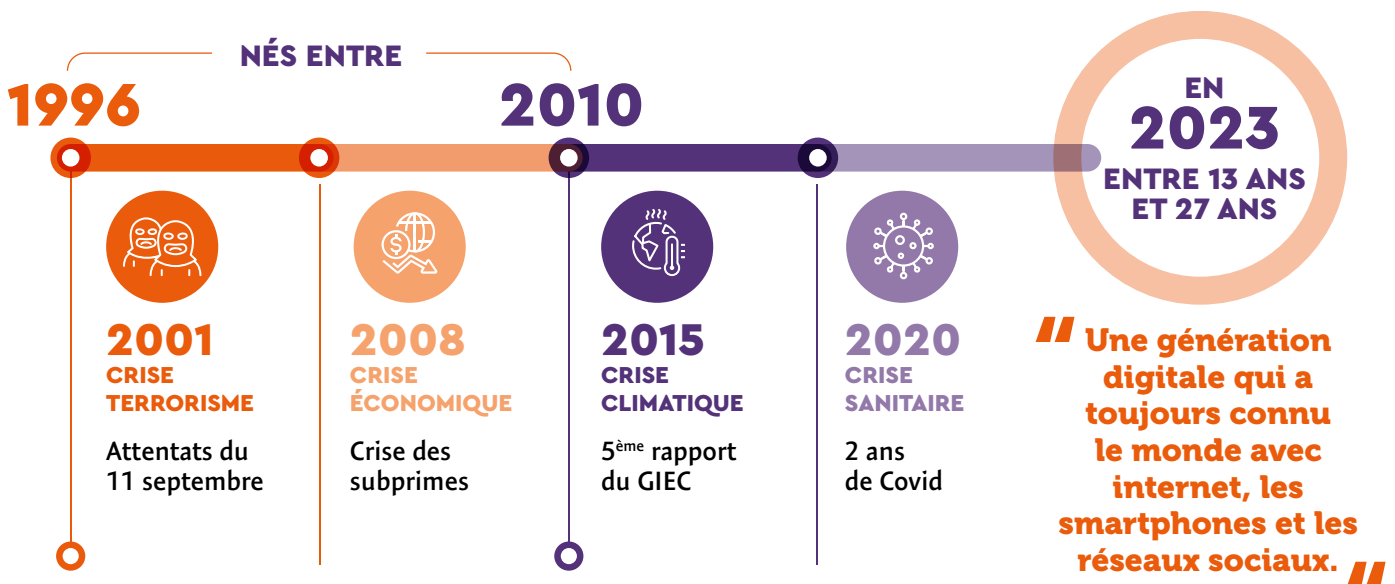 NÉS ENTRE
1996
2010
2001
CRISE
TERRORISME
Attentats du
11 septembre
2008
CRISE
ÉCONOMIQUE
Crise des
subprimes
2015
CRISE
CLIMATIQUE
5ème rapport
du GIEC
2020
CRISE
SANITAIRE
2 ans
de Covid
EN
2023
ENTRE 13 ANS
ET 27 ANS
" Une génération
digitale qui a
toujours connu
le monde avec
internet, les
smartphones et les
réseaux sociaux. "